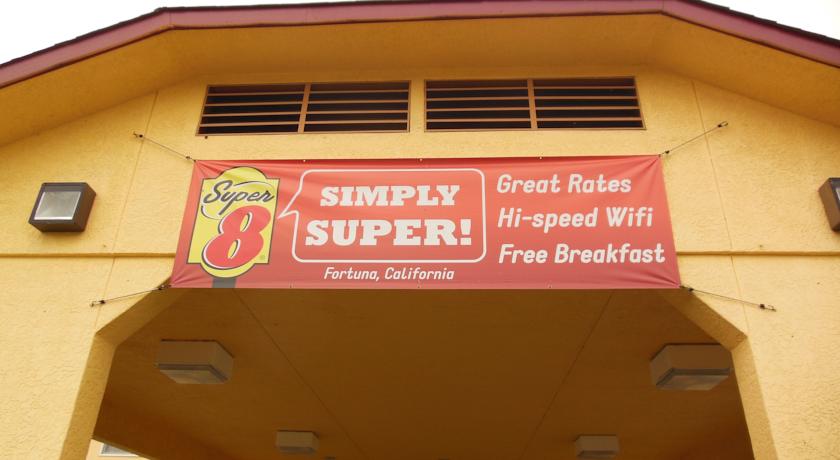 Super
8
SIMPLY
SUPER!
Fortuna, California
Great Rates
Hi-speed Wifi
Free Breakfast